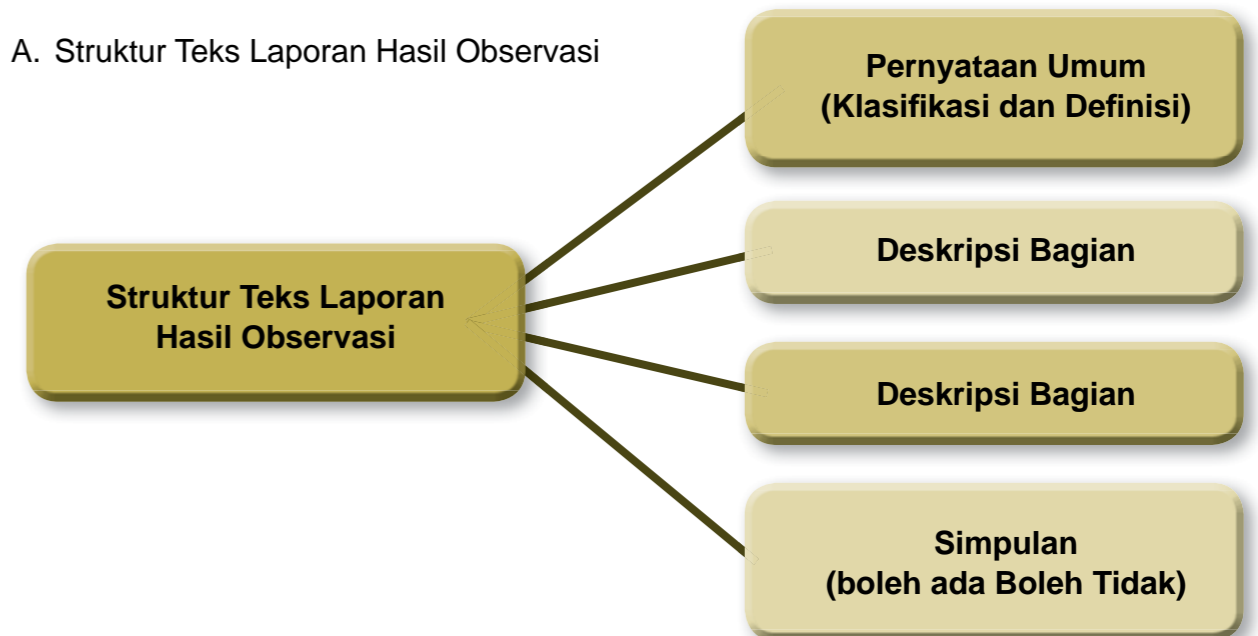 A. Struktur Teks Laporan Hasil Observasi
Struktur Teks Laporan
Hasil Observasi
Pernyataan Umum
(Klasifikasi dan Definisi)
Deskripsi Bagian
Deskripsi Bagian
Simpulan
(boleh ada Boleh Tidak)